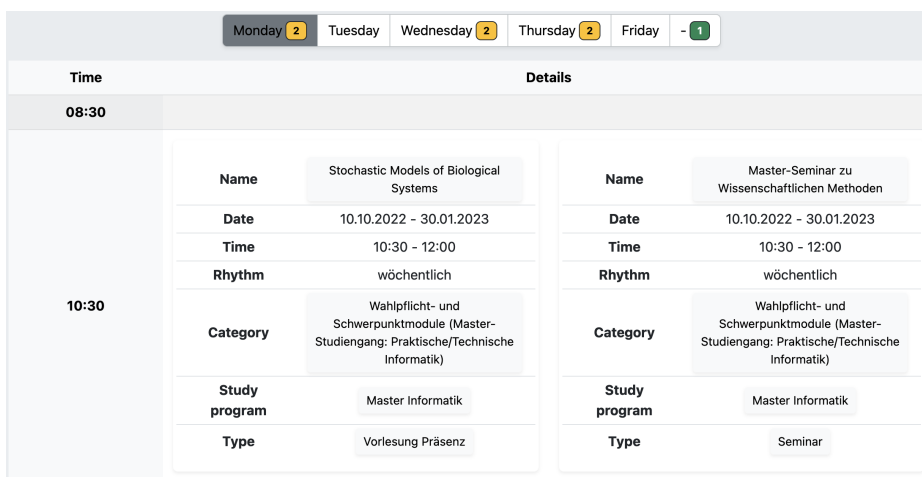 Monday 2 Tuesday Wednesday 2 Thursday 2 Friday - 1
Time Details
08:30
10:30
Name Stochastic Models of Biological
Systems
Date 10.10.2022 - 30.01.2023
Time 10:30 - 12:00
Rhythm wöchentlich
Category Wahlpflicht- und
Schwerpunktmodule (Master-
Studiengang: Praktische/Technische
Informatik)
Study
program Master Informatik
Type Vorlesung Präsenz
Name Master-Seminar zu
Wissenschaftlichen Methoden
Date 10.10.2022 - 30.01.2023
Time 10:30 - 12:00
Rhythm wöchentlich
Category Wahlpflicht- und
Schwerpunktmodule (Master-
Studiengang: Praktische/Technische
Informatik)
Study
program Master Informatik
Type Seminar